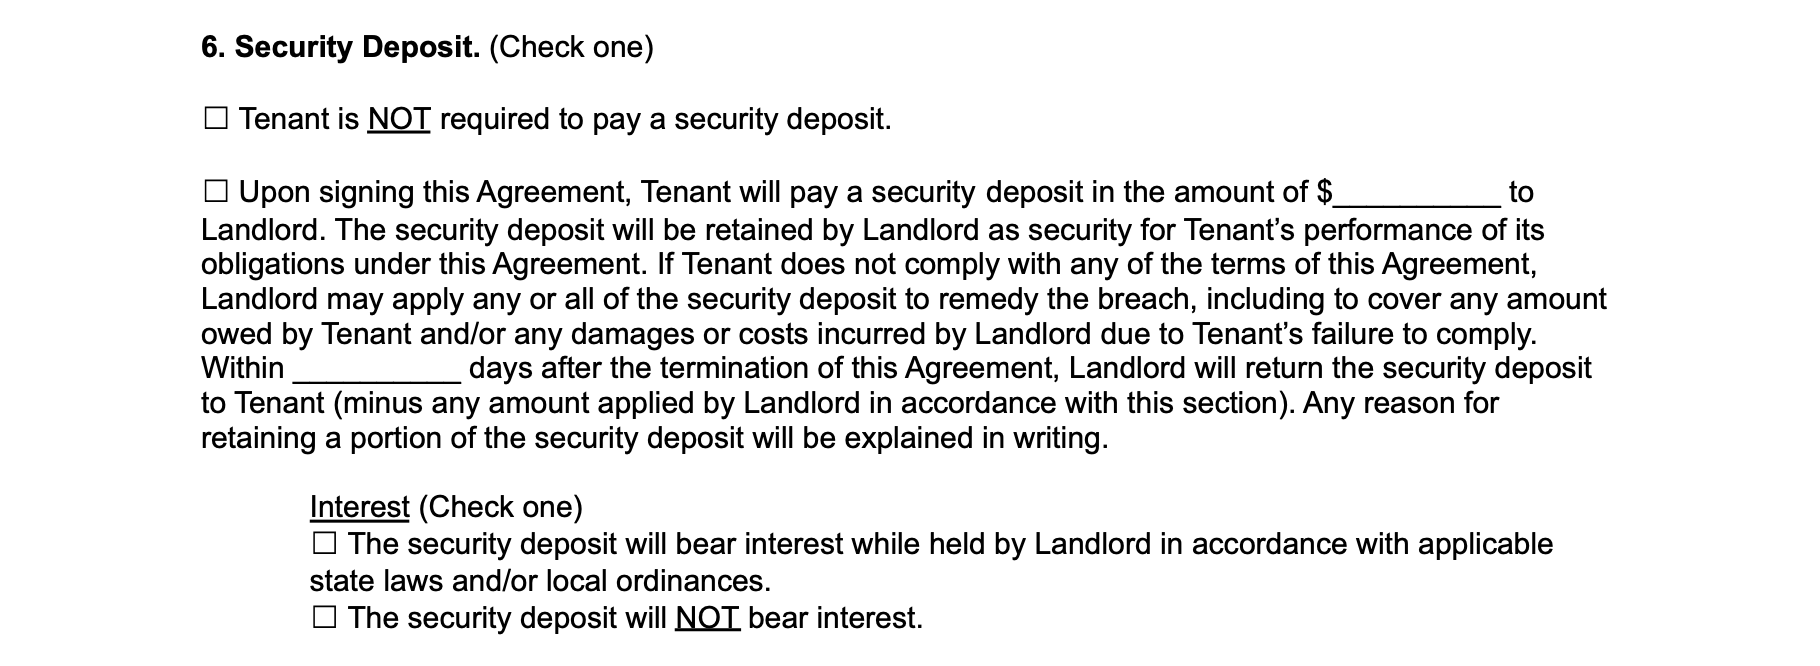 6. Security Deposit. (Check one)
☐ Tenant is NOT required to pay a security deposit.
☐ Upon signing this Agreement, Tenant will pay a security deposit in the amount of $__________ to
Landlord. The security deposit will be retained by Landlord as security for Tenant’s performance of its
obligations under this Agreement. If Tenant does not comply with any of the terms of this Agreement,
Landlord may apply any or all of the security deposit to remedy the breach, including to cover any amount
owed by Tenant and/or any damages or costs incurred by Landlord due to Tenant’s failure to comply.
Within __________ days after the termination of this Agreement, Landlord will return the security deposit
to Tenant (minus any amount applied by Landlord in accordance with this section). Any reason for
retaining a portion of the security deposit will be explained in writing.
Interest (Check one)
☐ The security deposit will bear interest while held by Landlord in accordance with applicable
state laws and/or local ordinances.
☐ The security deposit will NOT bear interest.